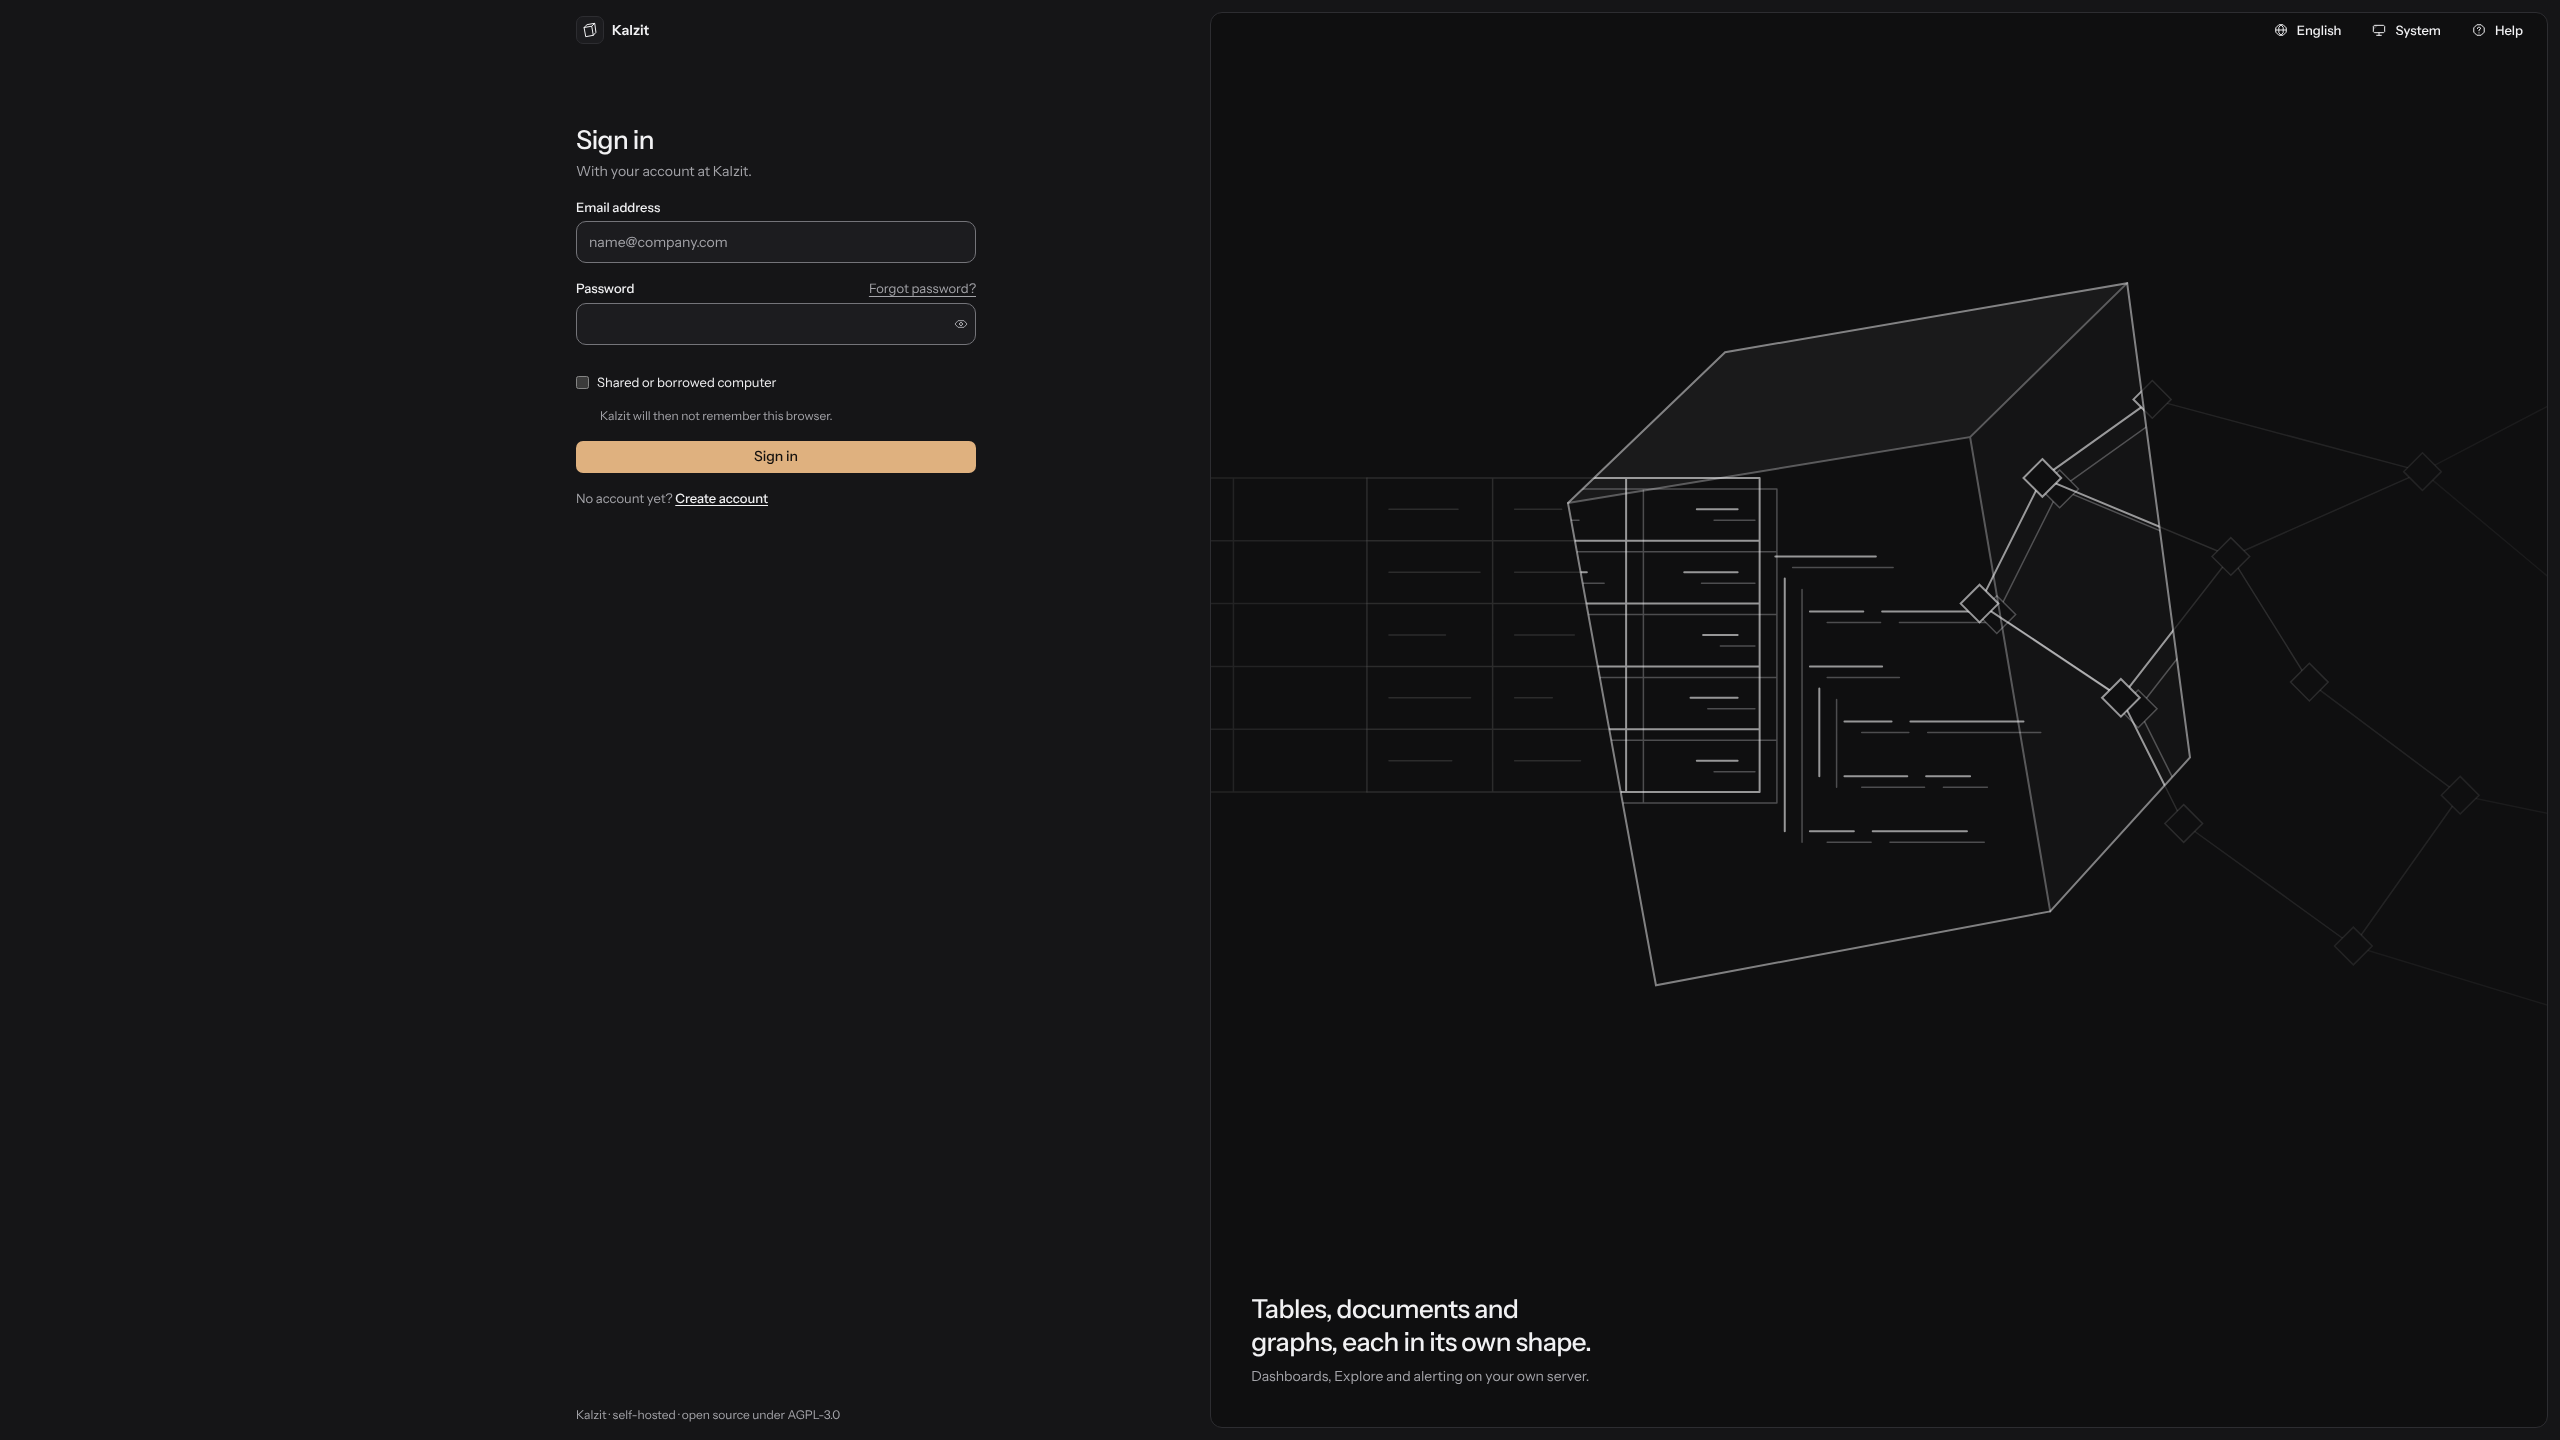 Kalzit
English
System
Help
Sign in
With your account at Kalzit.
Email address
name@company.com
Password
Forgot password?
Shared or borrowed computer
Kalzit will then not remember this browser.
Sign in
No account yet? Create account
Tables, documents and
graphs, each in its own shape.
Dashboards, Explore and alerting on your own server.
Kalzit · self-hosted · open source under AGPL-3.0